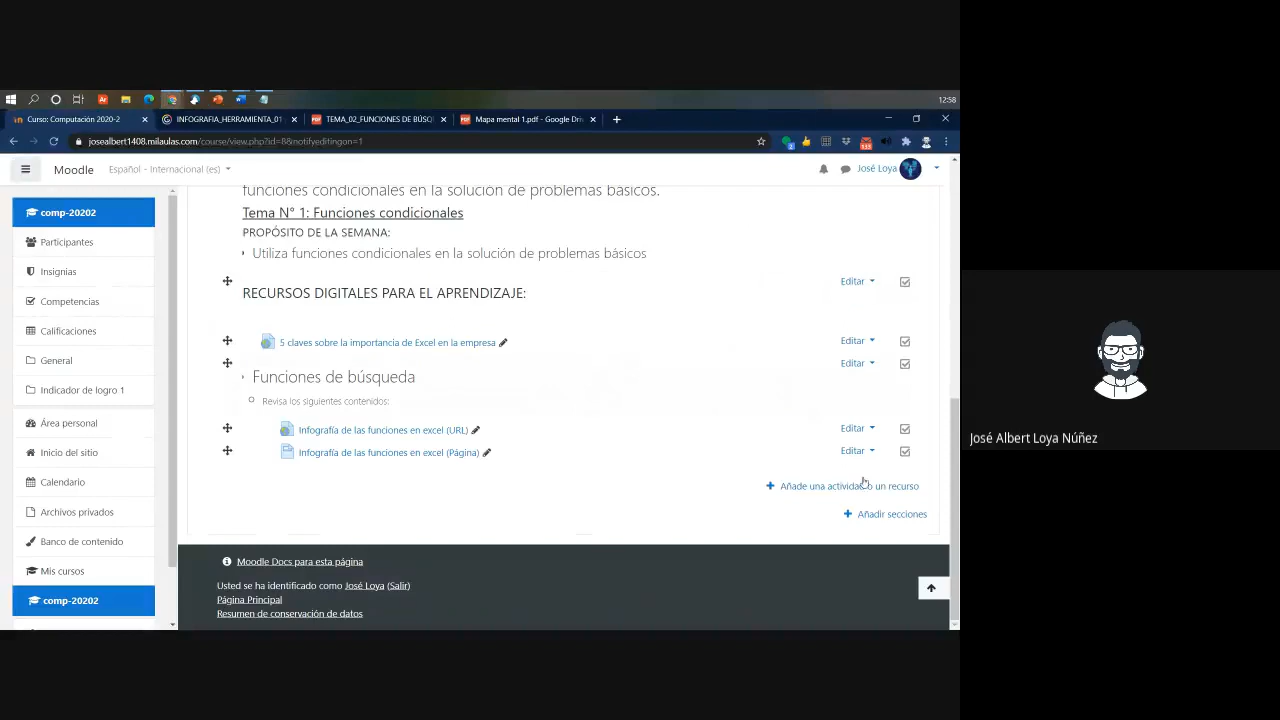 12:58
Curso: Computación 2020-2
INFOGRAFIA_HERRAMIENTA_01
TEMA_02_FUNCIONES DE BÚSQ
Mapa mental 1.pdf - Google Dri
josealbert1408.milaulas.com/course/view.php?id=8&notifyeditingon=1
Moodle
Español - Internacional (es)
José Loya
comp-20202
Participantes
Insignias
Competencias
Calificaciones
General
Indicador de logro 1
Área personal
Inicio del sitio
Calendario
Archivos privados
Banco de contenido
Mis cursos
comp-20202
funciones condicionales en la solución de problemas básicos.
Tema N° 1: Funciones condicionales
PROPÓSITO DE LA SEMANA:
Utiliza funciones condicionales en la solución de problemas básicos
Editar
RECURSOS DIGITALES PARA EL APRENDIZAJE:
5 claves sobre la importancia de Excel en la empresa
Editar
Editar
Funciones de búsqueda
Revisa los siguientes contenidos:
Infografía de las funciones en excel (URL)
Editar
Infografía de las funciones en excel (Página)
Editar
Añade una actividad o un recurso
Añadir secciones
Moodle Docs para esta página
Usted se ha identificado como José Loya (Salir)
Página Principal
Resumen de conservación de datos
José Albert Loya Núñez